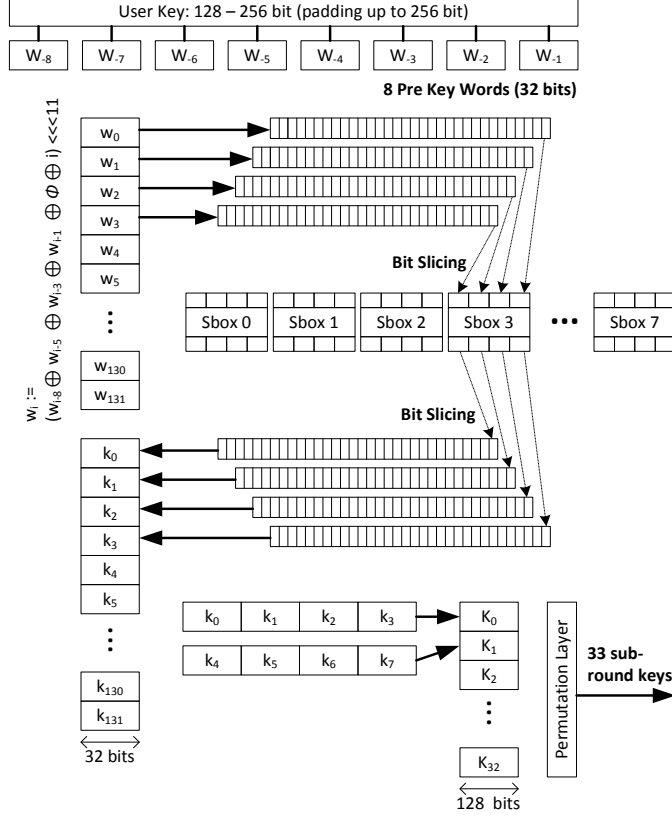 User Key: 128 – 256 bit (padding up to 256 bit)
W-8 W-7 W-6 W-5 W-4 W-3 W-2 W-1
8 Pre Key Words (32 bits)
wi :=
(wi-8 ⊕ wi-5 ⊕ wi-3 ⊕ wi-1 ⊕ Φ ⊕ i) <<<11
w0
w1
w2
w3
w4
w5
w130
w131
Bit Slicing
Sbox 0 Sbox 1 Sbox 2 Sbox 3 Sbox 7
Bit Slicing
k0
k1
k2
k3
k4
k5
k130
k131
32 bits
k0 k1 k2 k3
k4 k5 k6 k7
K0
K1
K2
K32
128 bits
Permutation Layer
33 sub-
round keys